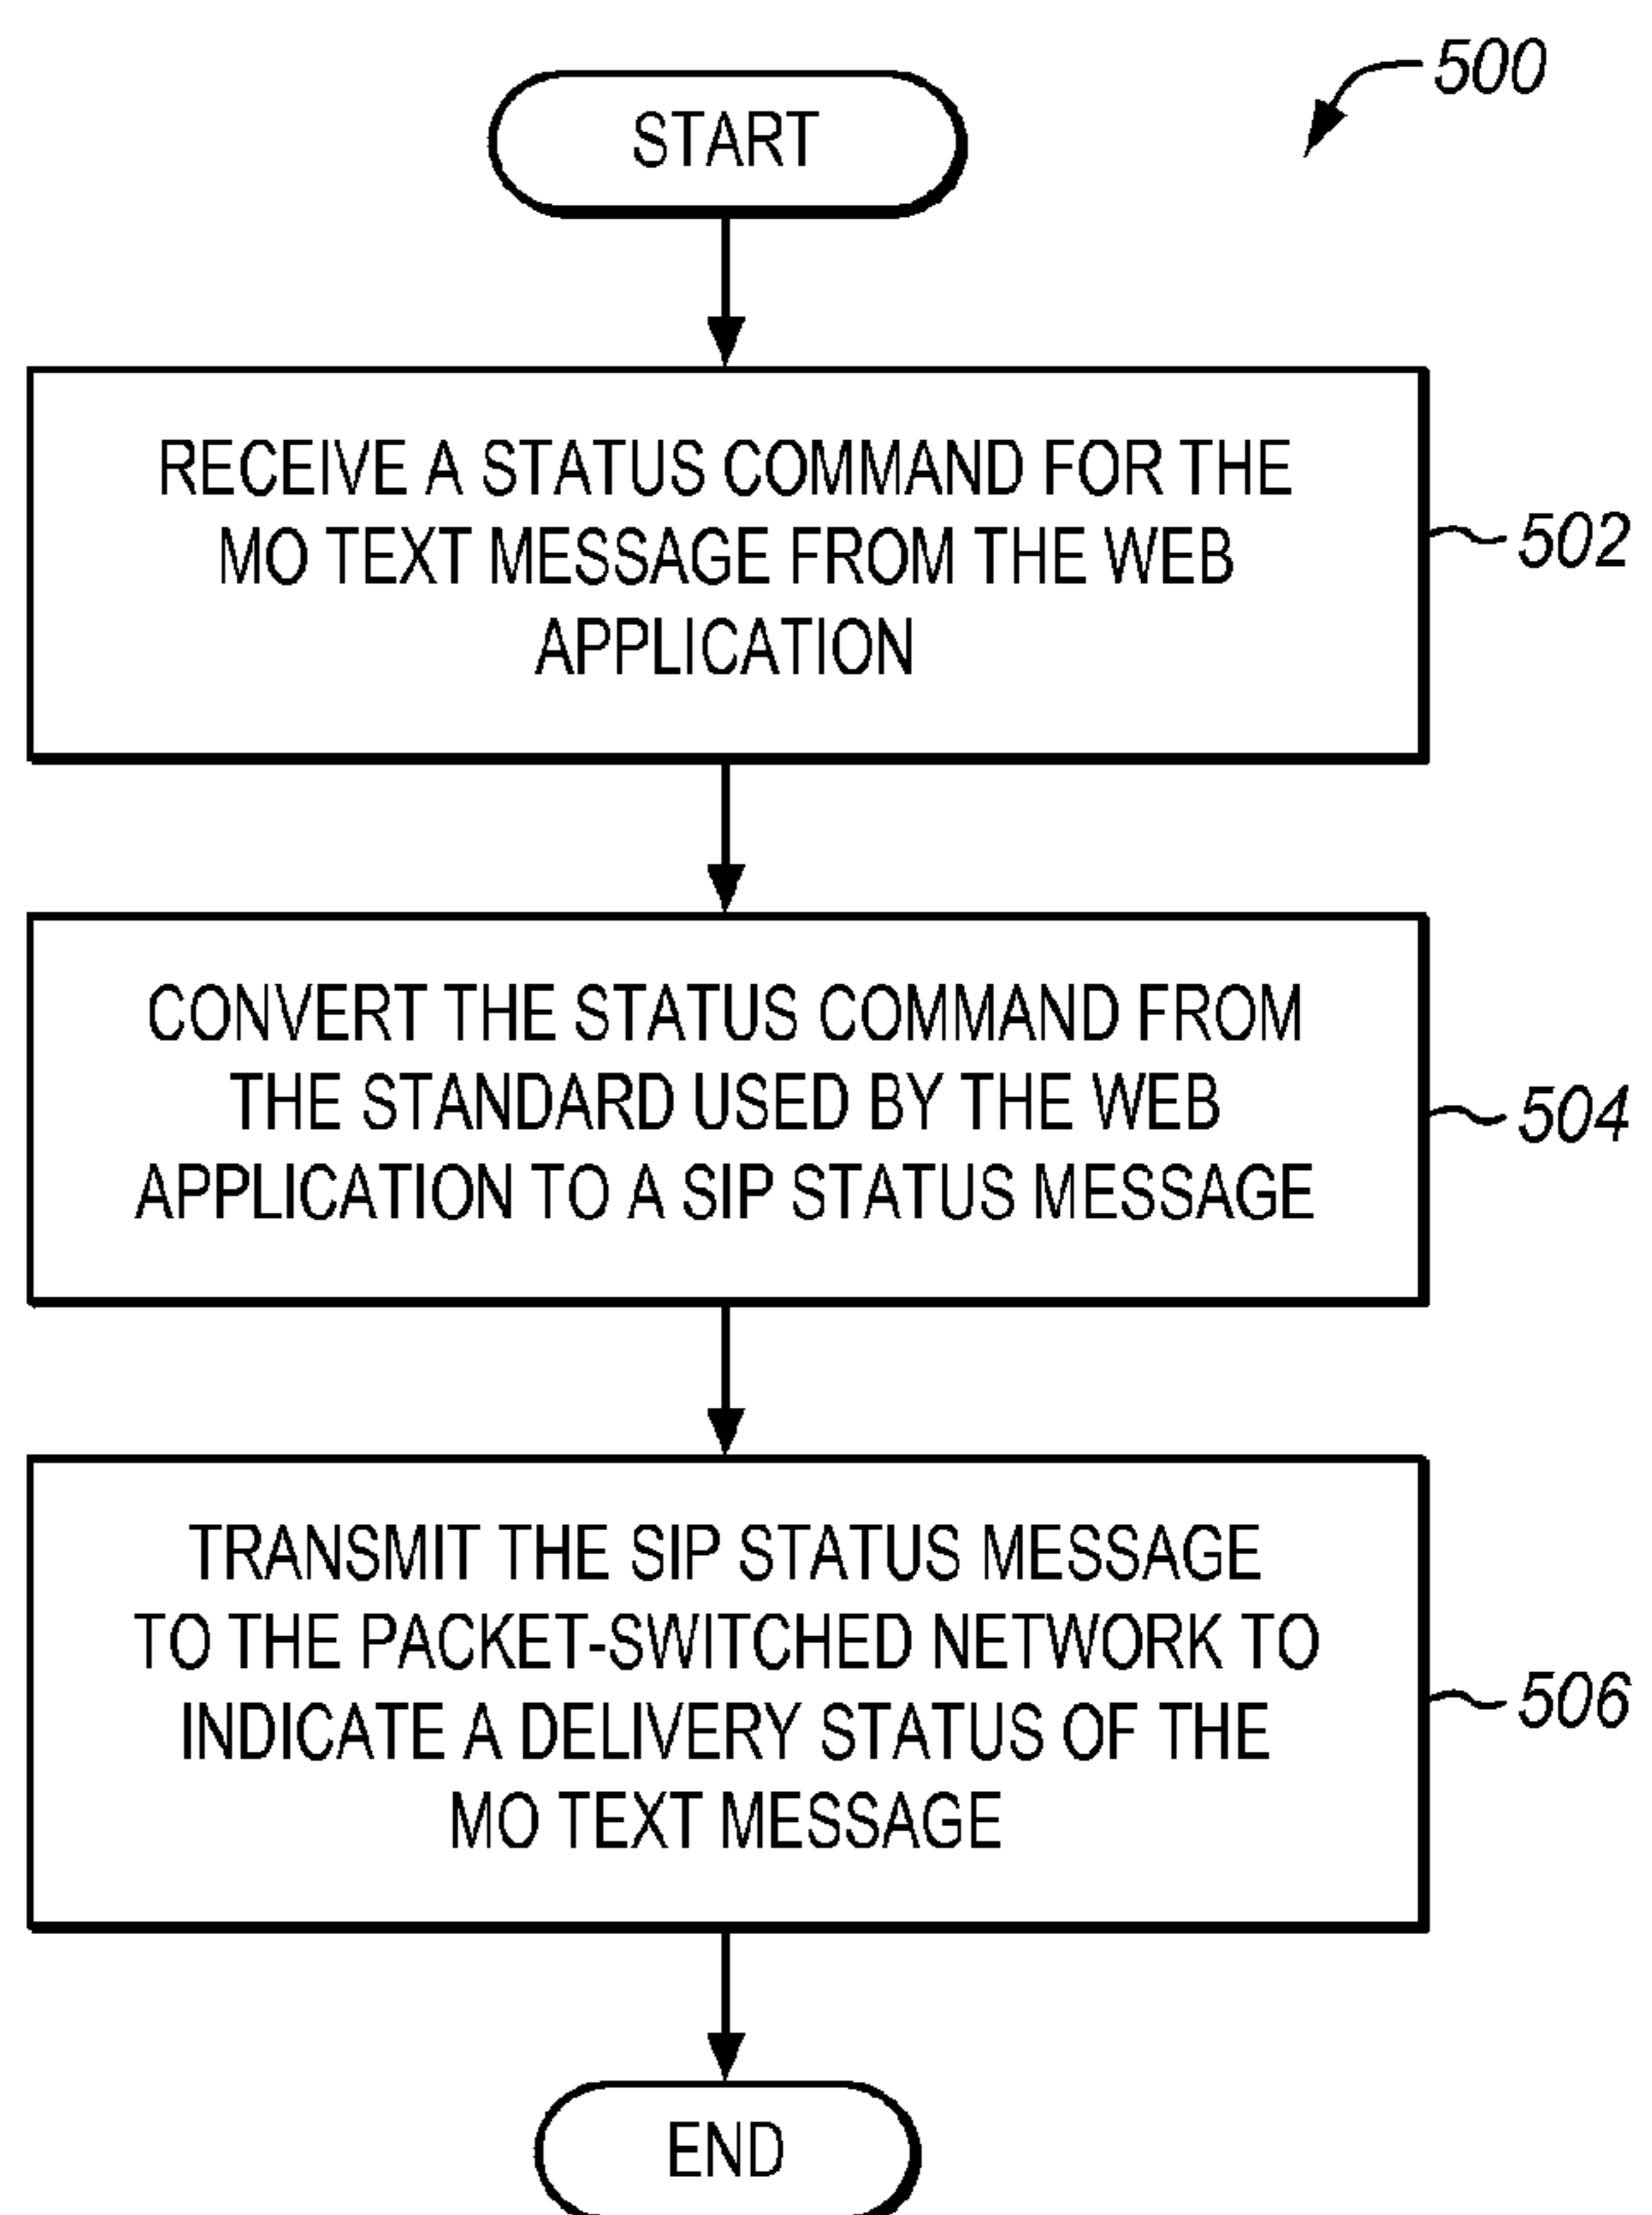 500
START
RECEIVE A STATUS COMMAND FOR THE
MO TEXT MESSAGE FROM THE WEB
APPLICATION
502
CONVERT THE STATUS COMMAND FROM
THE STANDARD USED BY THE WEB
APPLICATION TO A SIP STATUS MESSAGE
504
TRANSMIT THE SIP STATUS MESSAGE
TO THE PACKET-SWITCHED NETWORK TO
INDICATE A DELIVERY STATUS OF THE
MO TEXT MESSAGE
506
END